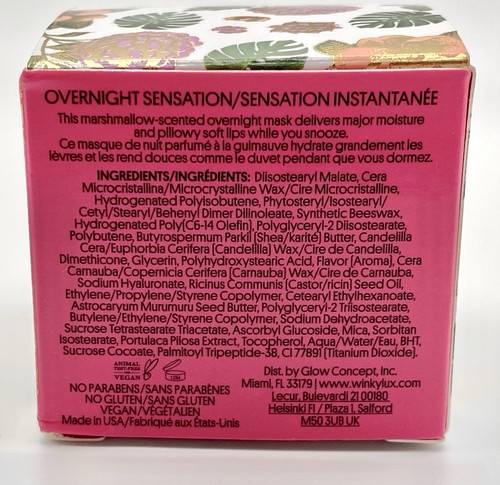 OVERNIGHT SENSATION/SENSATION INSTANTANÉE
This marshmallow-scented overnight mask delivers major moisture
and pillowy soft lips while you snooze.
Ce masque de nuit parfumé à la guimauve hydrate grandement les
lèvres et les rend douces comme le duvet pendant que vous dormez.
INGREDIENTS/INGRÉDIENTS: Diisostearyl Malate, Cera
Microcristallina/Microcrystalline Wax/Cire Microcristalline,
Hydrogenated Polyisobutene, Phytosteryl/Isostearyl/
Cetyl/Stearyl/Behenyl Dimer Dilinoleate, Synthetic Beeswax,
Hydrogenated Poly(C6-14 Olefin), Polyglyceryl-2 Diisostearate,
Polybutene, Butyrospermum Parkii (Shea/karité) Butter, Candelilla
Cera/Euphorbia Cerifera (Candelilla) Wax/Cire de Candelilla,
Dimethicone, Glycerin, Polyhydroxystearic Acid, Flavor (Aroma), Cera
Carnauba/Copernicia Cerifera (Carnauba) Wax/Cire de Carnauba,
Sodium Hyaluronate, Ricinus Communis (Castor/ricin) Seed Oil,
Ethylene/Propylene/Styrene Copolymer, Cetearyl Ethylhexanoate,
Astrocaryum Murumuru Seed Butter, Polyglyceryl-2 Triisostearate,
Butylene/Ethylene/Styrene Copolymer, Sodium Dehydroacetate,
Sucrose Tetrastearate Triacetate, Ascorbyl Glucoside, Mica, Sorbitan
Isostearate, Portulaca Pilosa Extract, Tocopherol, Aqua/Water/Eau, BHT,
Sucrose Cocoate, Palmitoyl Tripeptide-38, CI 77891 (Titanium Dioxide).
ANIMAL
TEST-FREE
VEGAN
12M
NO PARABENS/SANS PARABÈNES
NO GLUTEN/SANS GLUTEN
VEGAN/VÉGÉTALIEN
Made in USA/Fabriqué aux États-Unis
Dist. by Glow Concept, Inc.
Miami, FL 33179 | www.winkylux.com
Lecur, Bulevardi 21 00180
Helsinki FI / Plaza 1, Salford
M50 3UB UK